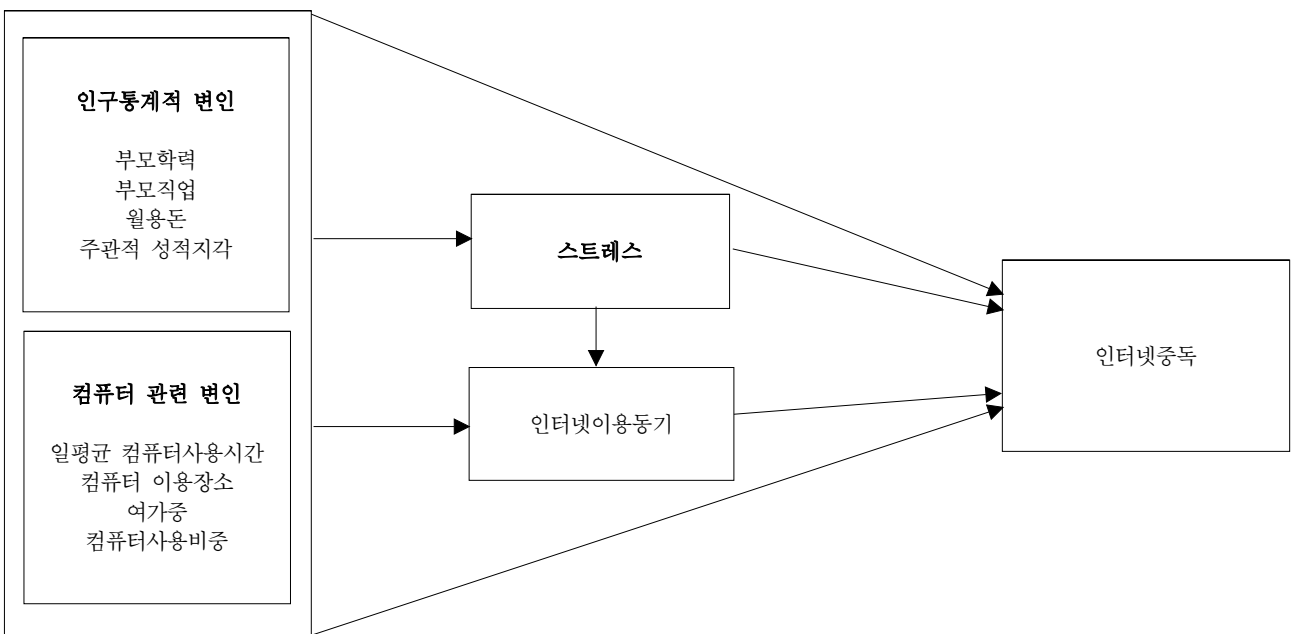 인구통계적 변인
부모학력
부모직업
월용돈
주관적 성적지각
컴퓨터 관련 변인
일평균 컴퓨터사용시간
컴퓨터 이용장소
여가중
컴퓨터사용비중
스트레스
인터넷이용동기
인터넷중독